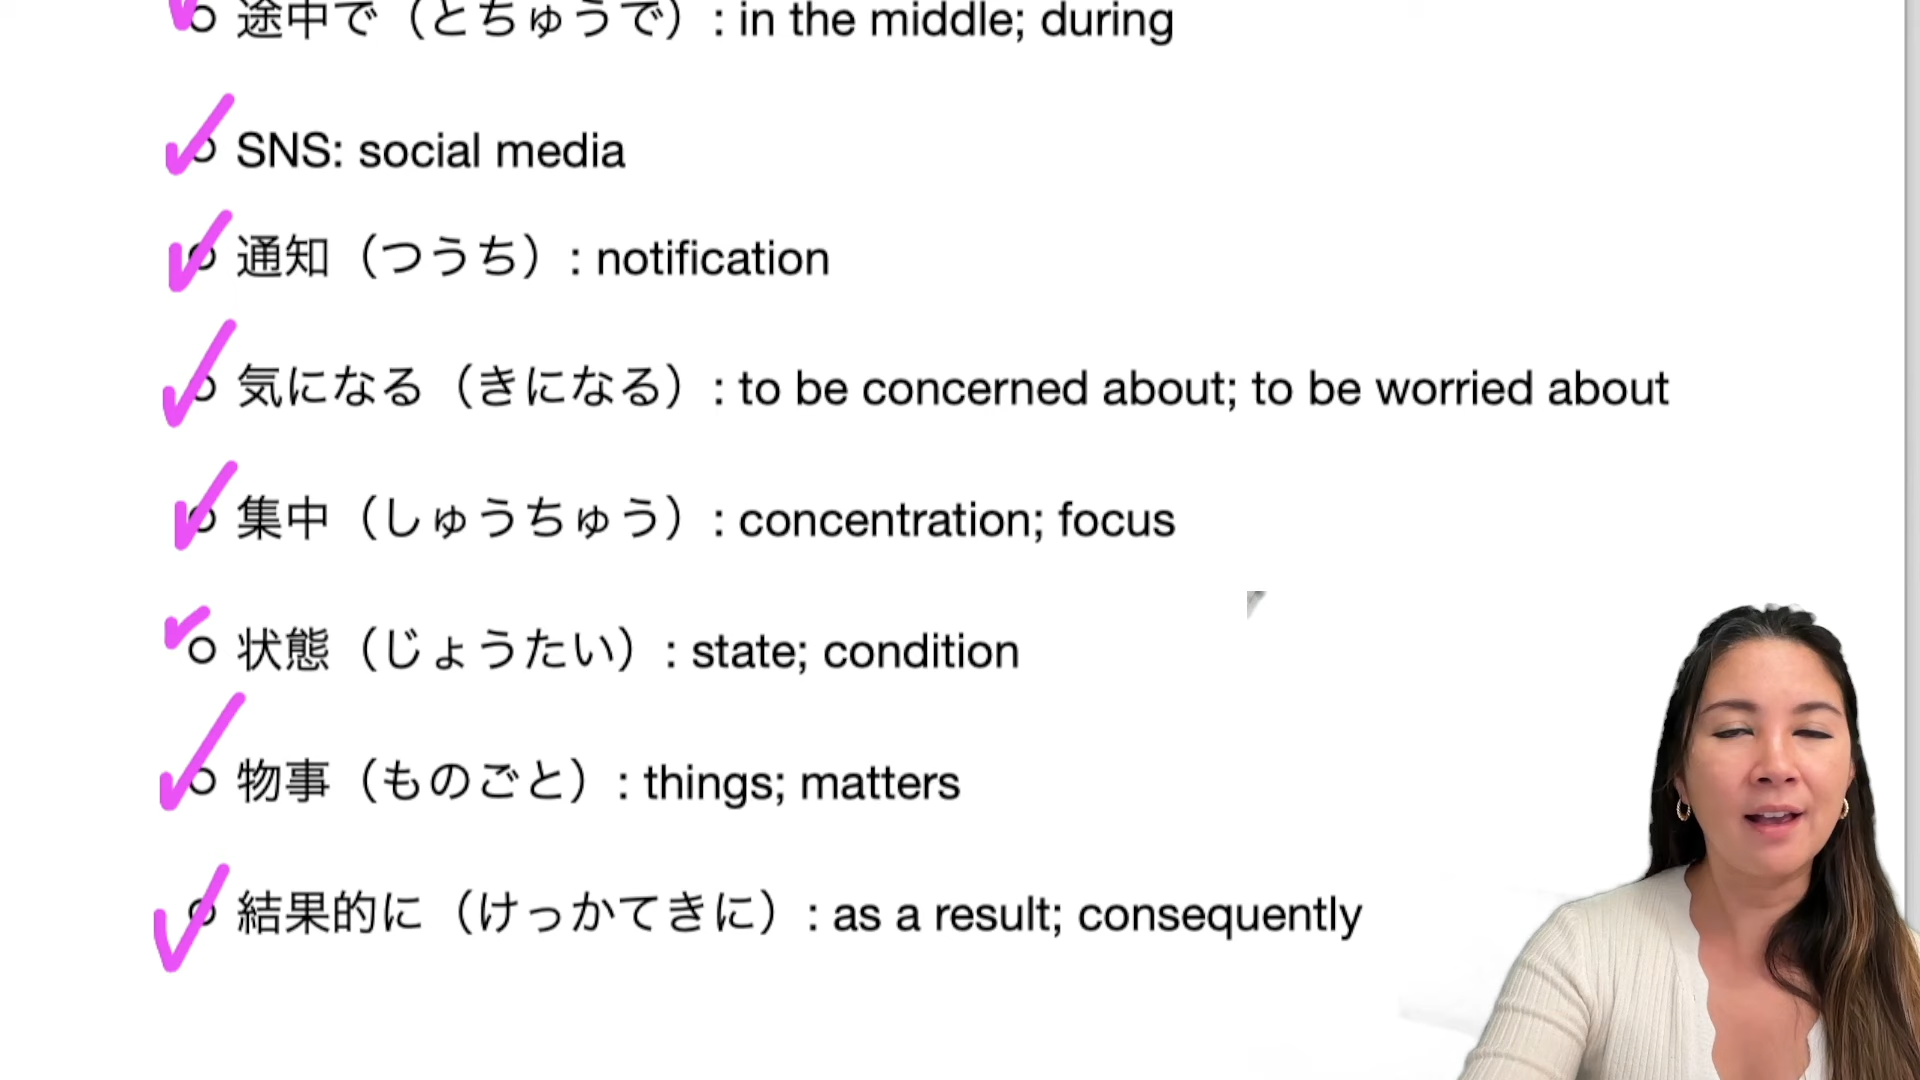 途中で（とちゅうで）: in the middle; during
SNS: social media
通知（つうち）: notification
気になる（きになる）: to be concerned about; to be worried about
集中（しゅうちゅう）: concentration; focus
状態（じょうたい）: state; condition
物事（ものごと）: things; matters
結果的に（けっかてきに）: as a result; consequently